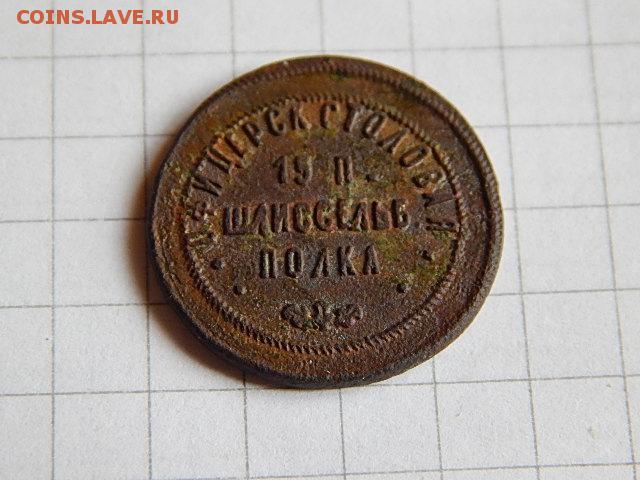 COINS.LAVE.RU
ОФИЦЕРСК СТОЛОВАЯ
15 П.
ШЛИССЕЛЬБ
ПОЛКА